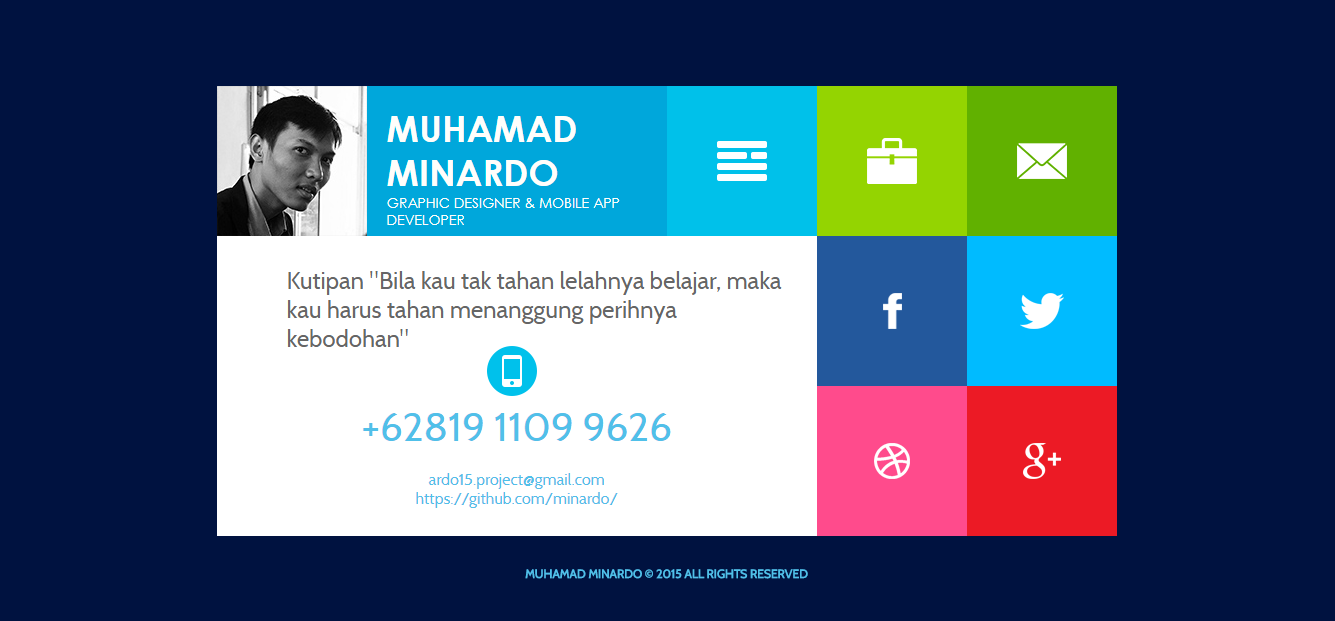 MUHAMAD
MINARDO
GRAPHIC DESIGNER & MOBILE APP
DEVELOPER
Kutipan "Bila kau tak tahan lelahnya belajar, maka
kau harus tahan menanggung perihnya
kebodohan"
+62819 1109 9626
ardo15.project@gmail.com
https://github.com/minardo/
f
g+
MUHAMAD MINARDO © 2015 ALL RIGHTS RESERVED